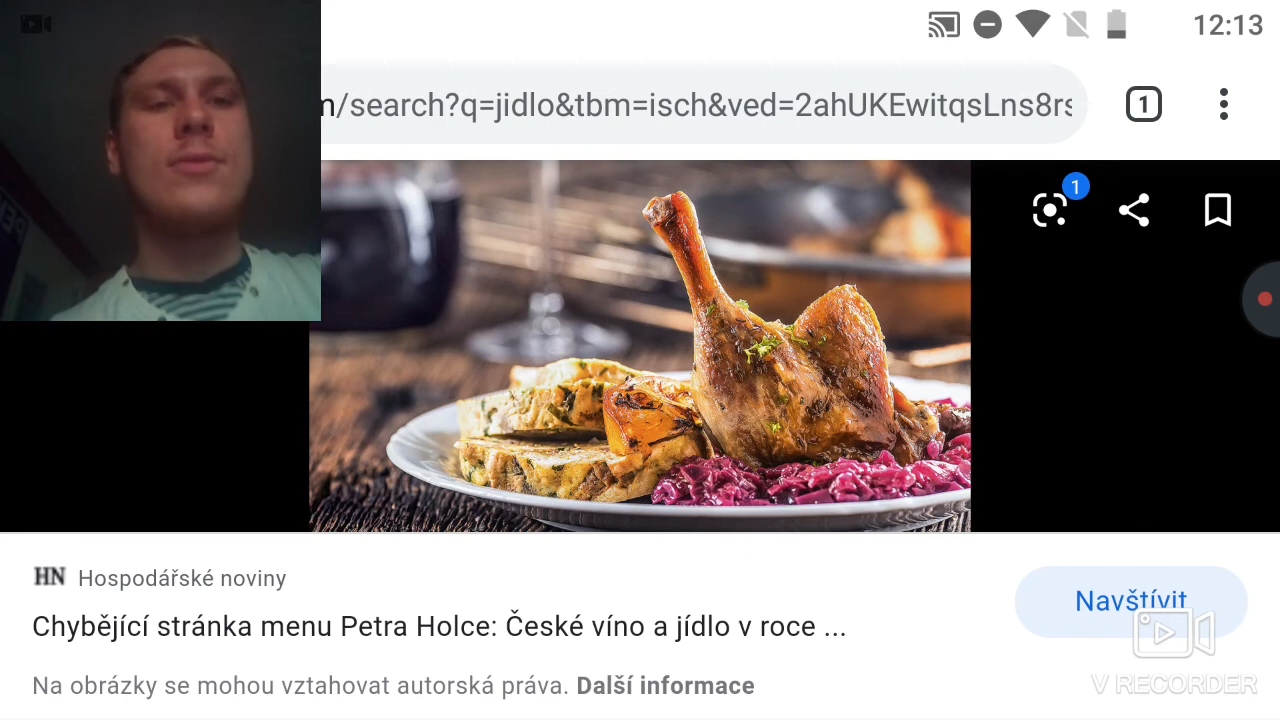 12:13
n/search?q=jidlo&tbm=isch&ved=2ahUKEwitqsLns8rs
1
1
HN Hospodářské noviny
Chybějící stránka menu Petra Holce: České víno a jídlo v roce ...
Navštívit
Na obrázky se mohou vztahovat autorská práva. Další informace
V RECORDER